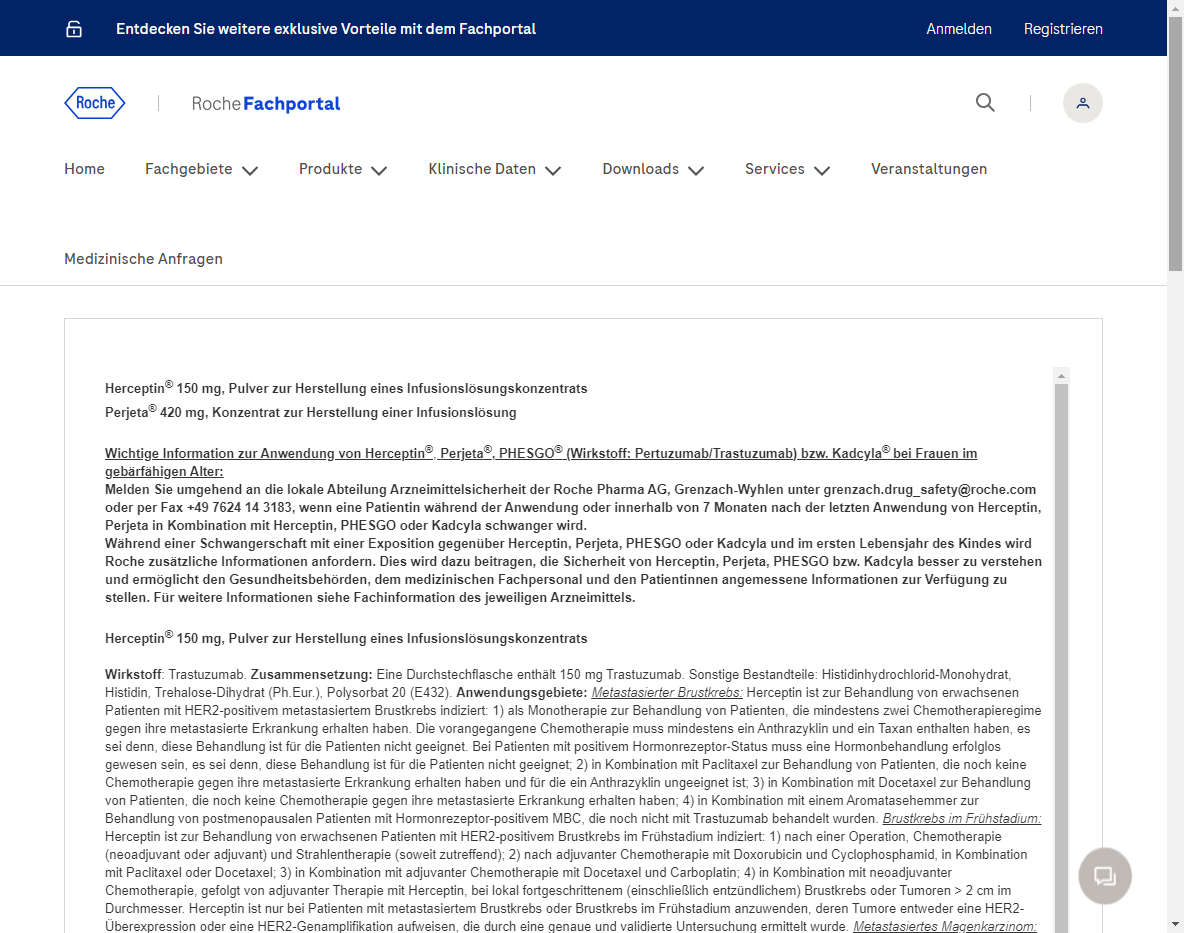 Entdecken Sie weitere exklusive Vorteile mit dem Fachportal
Anmelden
Registrieren
Roche
Roche Fachportal
Home
Fachgebiete
Produkte
Klinische Daten
Downloads
Services
Veranstaltungen
Medizinische Anfragen
Herceptin® 150 mg, Pulver zur Herstellung eines Infusionslösungskonzentrats
Perjeta® 420 mg, Konzentrat zur Herstellung einer Infusionslösung
Wichtige Information zur Anwendung von Herceptin®, Perjeta®, PHESGO® (Wirkstoff: Pertuzumab/Trastuzumab) bzw. Kadcyla® bei Frauen im
gebärfähigen Alter:
Melden Sie umgehend an die lokale Abteilung Arzneimittelsicherheit der Roche Pharma AG, Grenzach-Wyhlen unter grenzach.drug_safety@roche.com
oder per Fax +49 7624 14 3183, wenn eine Patientin während der Anwendung oder innerhalb von 7 Monaten nach der letzten Anwendung von Herceptin,
Perjeta in Kombination mit Herceptin, PHESGO oder Kadcyla schwanger wird.
Während einer Schwangerschaft mit einer Exposition gegenüber Herceptin, Perjeta, PHESGO oder Kadcyla und im ersten Lebensjahr des Kindes wird
Roche zusätzliche Informationen anfordern. Dies wird dazu beitragen, die Sicherheit von Herceptin, Perjeta, PHESGO bzw. Kadcyla besser zu verstehen
und ermöglicht den Gesundheitsbehörden, dem medizinischen Fachpersonal und den Patientinnen angemessene Informationen zur Verfügung zu
stellen. Für weitere Informationen siehe Fachinformation des jeweiligen Arzneimittels.
Herceptin® 150 mg, Pulver zur Herstellung eines Infusionslösungskonzentrats
Wirkstoff: Trastuzumab. Zusammensetzung: Eine Durchstechflasche enthält 150 mg Trastuzumab. Sonstige Bestandteile: Histidinhydrochlorid-Monohydrat,
Histidin, Trehalose-Dihydrat (Ph.Eur.), Polysorbat 20 (E432). Anwendungsgebiete: Metastasierter Brustkrebs: Herceptin ist zur Behandlung von erwachsenen
Patienten mit HER2-positivem metastasiertem Brustkrebs indiziert: 1) als Monotherapie zur Behandlung von Patienten, die mindestens zwei Chemotherapieregime
gegen ihre metastasierte Erkrankung erhalten haben. Die vorangegangene Chemotherapie muss mindestens ein Anthrazyklin und ein Taxan enthalten haben, es
sei denn, diese Behandlung ist für die Patienten nicht geeignet. Bei Patienten mit positivem Hormonrezeptor-Status muss eine Hormonbehandlung erfolglos
gewesen sein, es sei denn, diese Behandlung ist für die Patienten nicht geeignet; 2) in Kombination mit Paclitaxel zur Behandlung von Patienten, die noch keine
Chemotherapie gegen ihre metastasierte Erkrankung erhalten haben und für die ein Anthrazyklin ungeeignet ist; 3) in Kombination mit Docetaxel zur Behandlung
von Patienten, die noch keine Chemotherapie gegen ihre metastasierte Erkrankung erhalten haben; 4) in Kombination mit einem Aromatasehemmer zur
Behandlung von postmenopausalen Patienten mit Hormonrezeptor-positivem MBC, die noch nicht mit Trastuzumab behandelt wurden. Brustkrebs im Frühstadium:
Herceptin ist zur Behandlung von erwachsenen Patienten mit HER2-positivem Brustkrebs im Frühstadium indiziert: 1) nach einer Operation, Chemotherapie
(neoadjuvant oder adjuvant) und Strahlentherapie (soweit zutreffend); 2) nach adjuvanter Chemotherapie mit Doxorubicin und Cyclophosphamid, in Kombination
mit Paclitaxel oder Docetaxel; 3) in Kombination mit adjuvanter Chemotherapie mit Docetaxel und Carboplatin; 4) in Kombination mit neoadjuvanter
Chemotherapie, gefolgt von adjuvanter Therapie mit Herceptin, bei lokal fortgeschrittenem (einschließlich entzündlichem) Brustkrebs oder Tumoren > 2 cm im
Durchmesser. Herceptin ist nur bei Patienten mit metastasiertem Brustkrebs oder Brustkrebs im Frühstadium anzuwenden, deren Tumore entweder eine HER2-
Überexpression oder eine HER2-Genamplifikation aufweisen, die durch eine genaue und validierte Untersuchung ermittelt wurde. Metastasiertes Magenkarzinom: